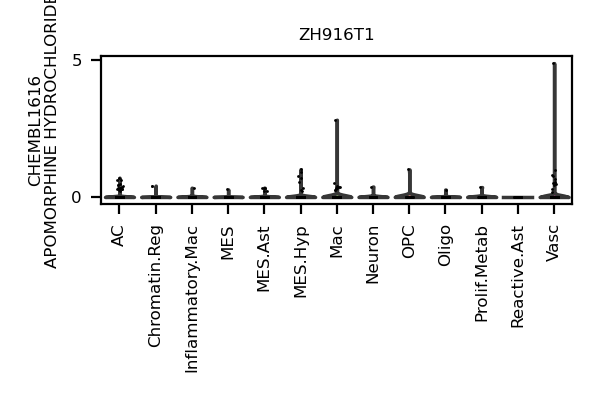 ZH916T1
CHEMBL1616
APOMORPHINE HYDROCHLORIDE
5
0
AC
Chromatin.Reg
Inflammatory.Mac
MES
MES.Ast
MES.Hyp
Mac
Neuron
OPC
Oligo
Prolif.Metab
Reactive.Ast
Vasc